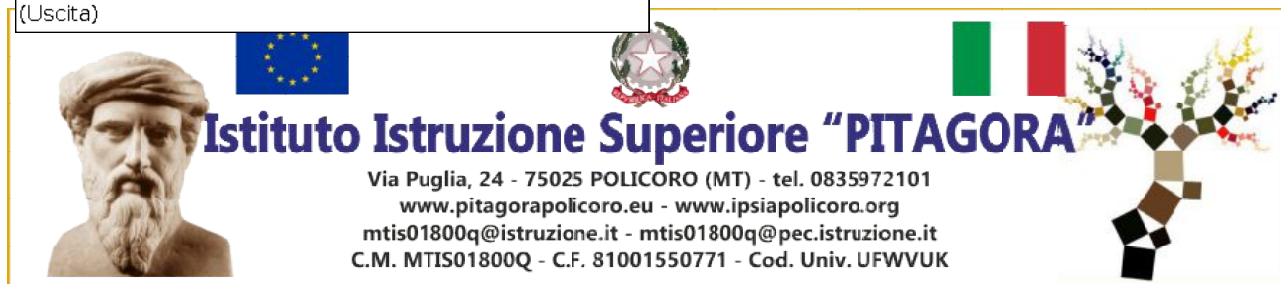 (Uscita)
Istituto Istruzione Superiore "PITAGORA"
Via Puglia, 24 - 75025 POLICORO (MT) - tel. 0835972101
www.pitagorapolicoro.eu - www.ipsiapolicoro.org
mtis01800q@istruzione.it - mtis01800q@pec.istruzione.it
C.M. MTIS01800Q - C.F. 81001550771 - Cod. Univ. UFWVUK